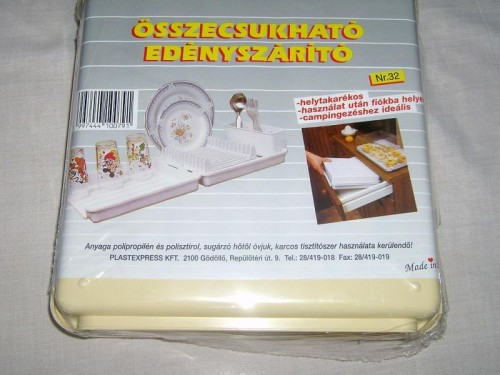 ÖSSZECSUKHATÓ
EDÉNYSZÁRÍTÓ
Nr.32
-helytakarékos
-használat után fiókba helye
-campingezéshez ideális
Anyaga polipropilén és polisztirol, sugárzó hőtől óvjuk, karcos tisztítószer használata kerülendő!
PLASTEXPRESS KFT. 2100 Gödöllő, Repülőtéri út. 9. Tel.: 28/419-018 Fax: 28/419-019
Made in